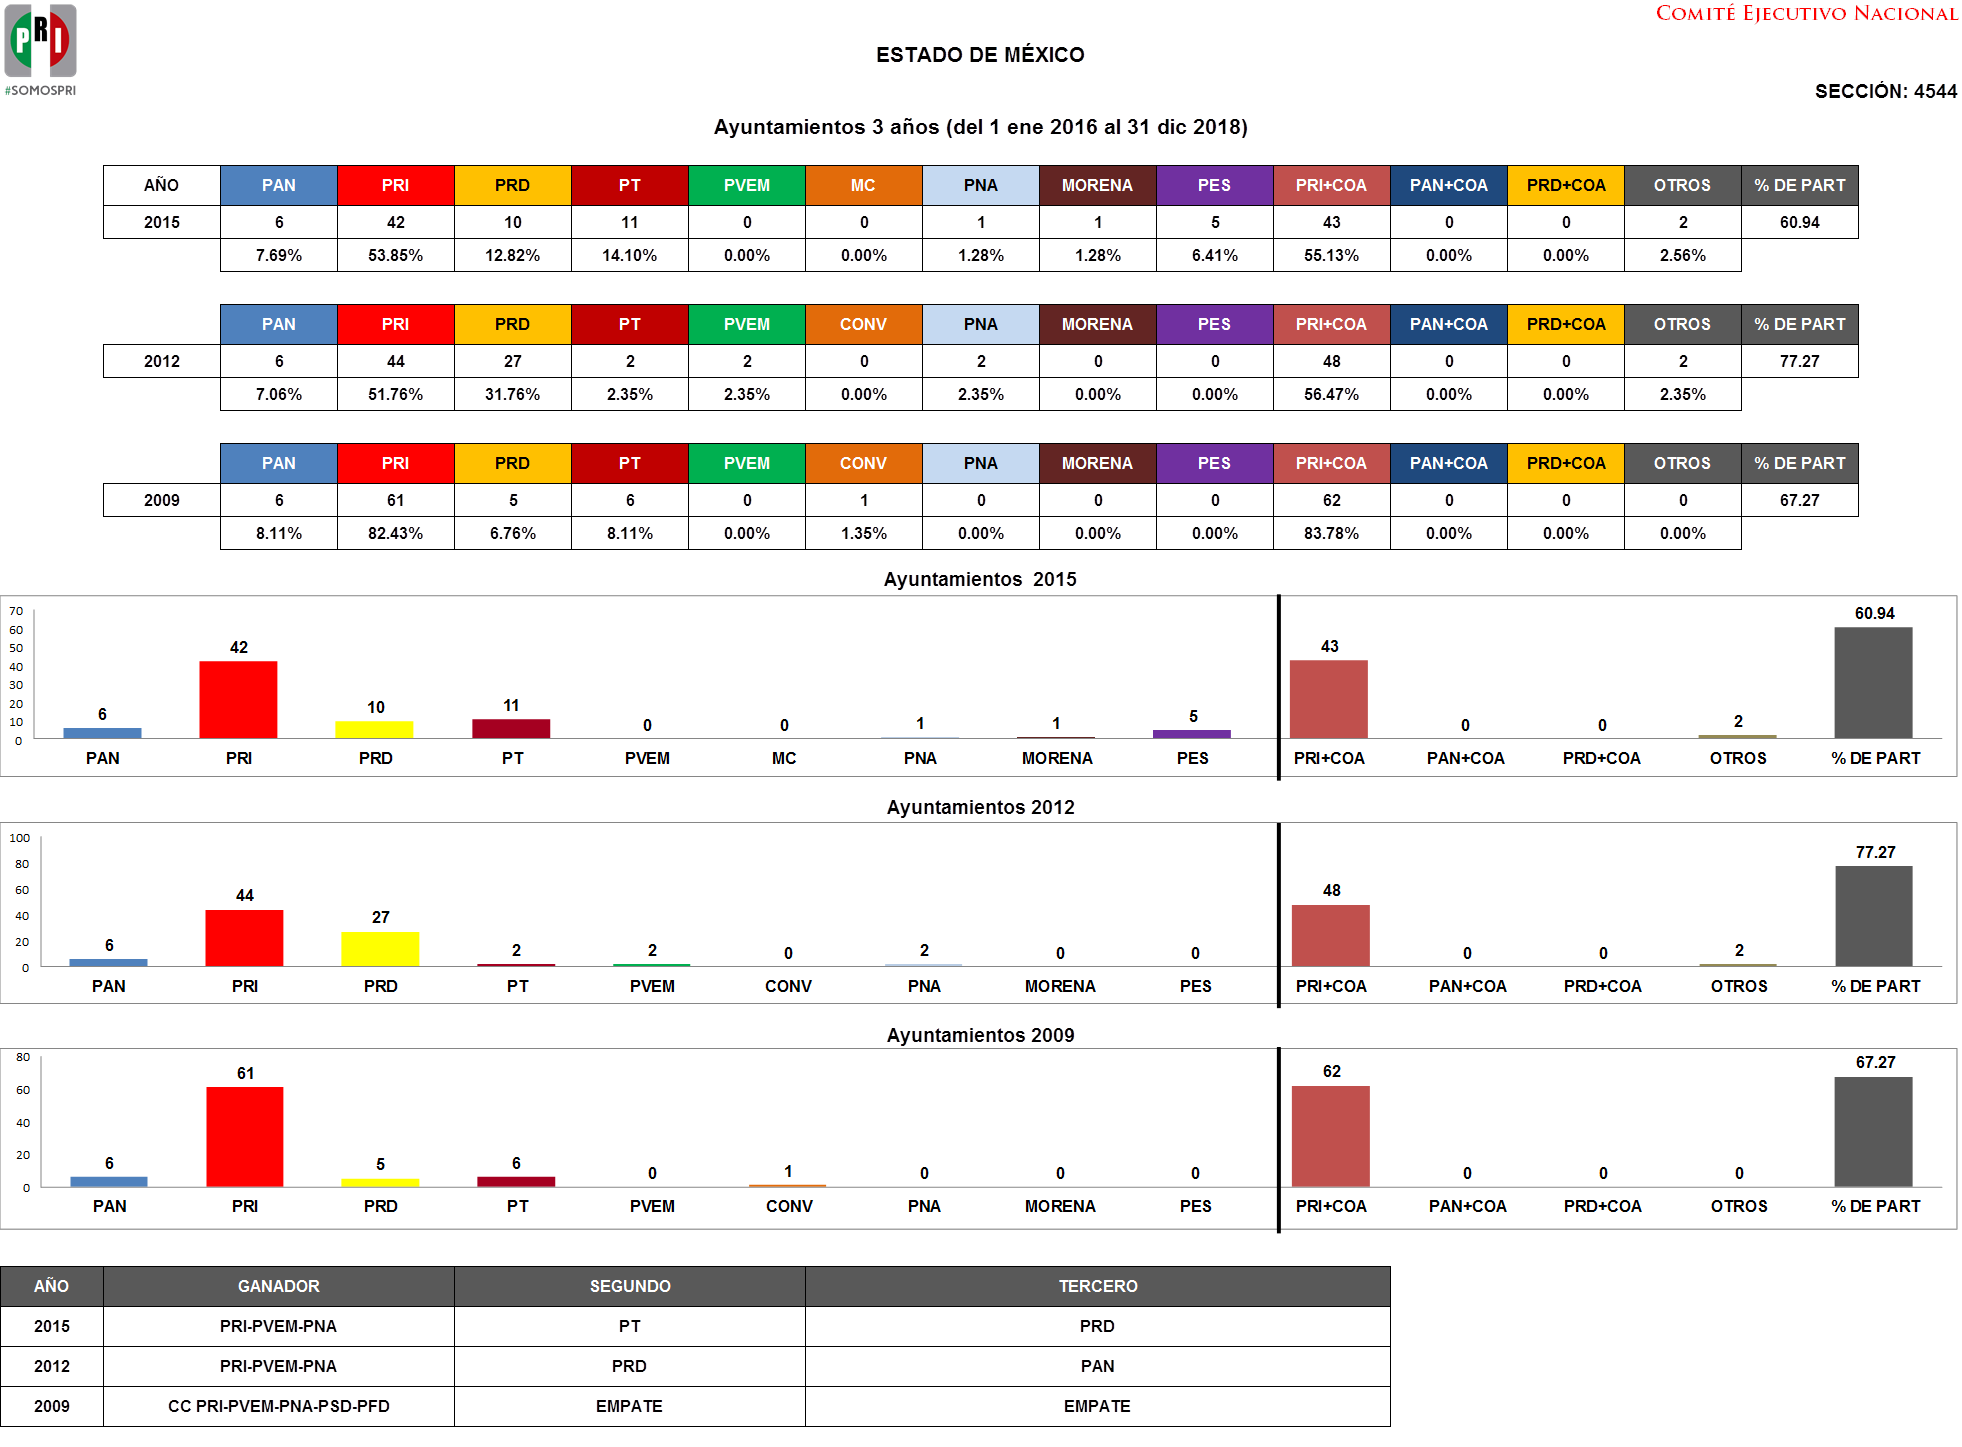 PRI
#SOMOSPRI
COMITÉ EJECUTIVO NACIONAL
ESTADO DE MÉXICO
SECCIÓN: 4544
Ayuntamientos 3 años (del 1 ene 2016 al 31 dic 2018)
AÑO PAN PRI PRD PT PVEM MC PNA MORENA PES PRI+COA PAN+COA PRD+COA OTROS % DE PART
2015 6 42 10 11 0 0 1 1 5 43 0 0 2 60.94
7.69% 53.85% 12.82% 14.10% 0.00% 0.00% 1.28% 1.28% 6.41% 55.13% 0.00% 0.00% 2.56%
PAN PRI PRD PT PVEM CONV PNA MORENA PES PRI+COA PAN+COA PRD+COA OTROS % DE PART
2012 6 44 27 2 2 0 2 0 0 48 0 0 2 77.27
7.06% 51.76% 31.76% 2.35% 2.35% 0.00% 2.35% 0.00% 0.00% 56.47% 0.00% 0.00% 2.35%
PAN PRI PRD PT PVEM CONV PNA MORENA PES PRI+COA PAN+COA PRD+COA OTROS % DE PART
2009 6 61 5 6 0 1 0 0 0 62 0 0 0 67.27
8.11% 82.43% 6.76% 8.11% 0.00% 1.35% 0.00% 0.00% 0.00% 83.78% 0.00% 0.00% 0.00%
Ayuntamientos 2015
70
60
50
40
30
20
10
0
6 42 10 11 0 0 1 1 5 43 0 0 2 60.94
PAN PRI PRD PT PVEM MC PNA MORENA PES PRI+COA PAN+COA PRD+COA OTROS % DE PART
Ayuntamientos 2012
100
80
60
40
20
0
6 44 27 2 2 0 2 0 0 48 0 0 2 77.27
PAN PRI PRD PT PVEM CONV PNA MORENA PES PRI+COA PAN+COA PRD+COA OTROS % DE PART
Ayuntamientos 2009
80
60
40
20
0
6 61 5 6 0 1 0 0 0 62 0 0 0 67.27
PAN PRI PRD PT PVEM CONV PNA MORENA PES PRI+COA PAN+COA PRD+COA OTROS % DE PART
AÑO GANADOR SEGUNDO TERCERO
2015 PRI-PVEM-PNA PT PRD
2012 PRI-PVEM-PNA PRD PAN
2009 CC PRI-PVEM-PNA-PSD-PFD EMPATE EMPATE